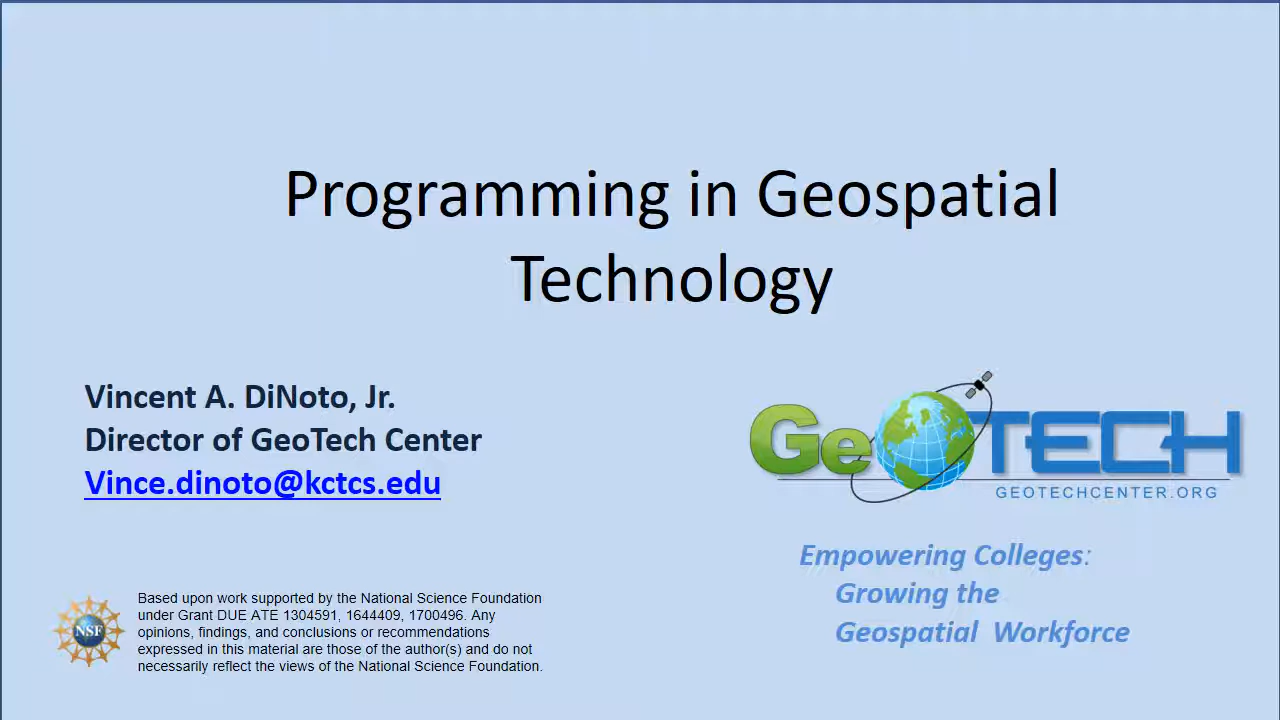 Programming in Geospatial
Technology
Vincent A. DiNoto, Jr.
Director of GeoTech Center
Vince.dinoto@kctcs.edu
GeoTECH
GEOTECHCENTER.ORG
Empowering Colleges:
Growing the
Geospatial Workforce
NSF
Based upon work supported by the National Science Foundation
under Grant DUE ATE 1304591, 1644409, 1700496. Any
opinions, findings, and conclusions or recommendations
expressed in this material are those of the author(s) and do not
necessarily reflect the views of the National Science Foundation.